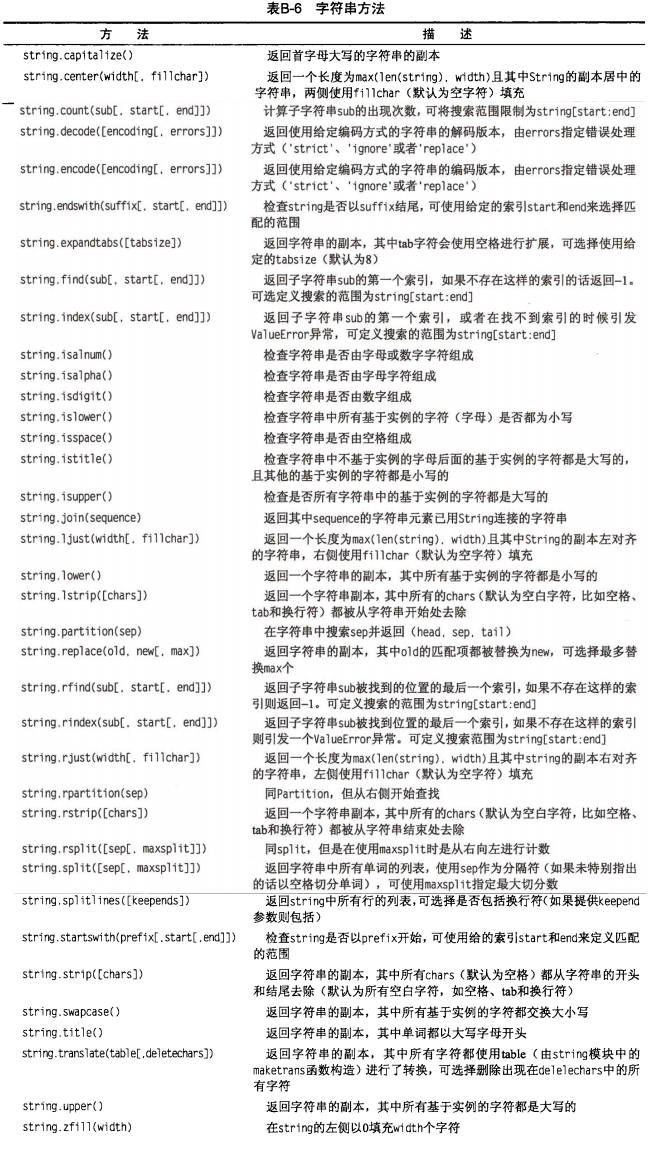 表B-6 字符串方法
方 法 描 述
string.capitalize() 返回首字母大写的字符串的副本
string.center(width[, fillchar]) 返回一个长度为max(len(string), width)且其中String的副本居中的
字符串，两侧使用fillchar（默认为空字符）填充
string.count(sub[, start[, end]]) 计算子字符串sub的出现次数，可将搜索范围限制为string[start:end]
string.decode([encoding[, errors]]) 返回使用给定编码方式的字符串的解码版本，由errors指定错误处理
方式（'strict'、'ignore'或者'replace'）
string.encode([encoding[, errors]]) 返回使用给定编码方式的字符串的编码版本，由errors指定错误处理
方式（'strict'、'ignore'或者'replace'）
string.endswith(suffix[, start[, end]]) 检查string是否以suffix结尾，可使用给定的索引start和end来选择匹
配的范围
string.expandtabs([tabsize]) 返回字符串的副本，其中tab字符会使用空格进行扩展，可选择使用给
定的tabsize（默认为8）
string.find(sub[, start[, end]]) 返回子字符串sub的第一个索引，如果不存在这样的索引的话返回-1。
可选定义搜索的范围为string[start:end]
string.index(sub[, start[, end]]) 返回子字符串sub的第一个索引，或者在找不到索引的时候引发
ValueError异常，可定义搜索的范围为string[start:end]
string.isalnum() 检查字符串是否由字母或数字字符组成
string.isalpha() 检查字符串是否由字母字符组成
string.isdigit() 检查字符串是否由数字组成
string.islower() 检查字符串中所有基于实例的字符（字母）是否都为小写
string.isspace() 检查字符串是否由空格组成
string.istitle() 检查字符串中不基于实例的字母后面的基于实例的字符都是大写的，
且其他的基于实例的字符都是小写的
string.isupper() 检查是否所有字符串中的基于实例的字符都是大写的
string.join(sequence) 返回其中sequence的字符串元素已用String连接的字符串
string.ljust(width[, fillchar]) 返回一个长度为max(len(string), width)且其中String的副本左对齐
的字符串，右侧使用fillchar（默认为空字符）填充
string.lower() 返回一个字符串的副本，其中所有基于实例的字符都是小写的
string.lstrip([chars]) 返回一个字符串副本，其中所有的chars（默认为空白字符，比如空格、
tab和换行符）都被从字符串开始处去除
string.partition(sep) 在字符串中搜索sep并返回（head, sep, tail）
string.replace(old, new[, max]) 返回字符串的副本，其中old的匹配项都被替换为new，可选择最多替
换max个
string.rfind(sub[, start[, end]]) 返回子字符串sub被找到的位置的最后一个索引，如果不存在这样的索
引则返回-1。可定义搜索的范围为string[start:end]
string.rindex(sub[, start[, end]]) 返回子字符串sub被找到位置的最后一个索引，如果不存在这样的索引
则引发一个ValueError异常。可定义搜索范围为string[start:end]
string.rjust(width[, fillchar]) 返回一个长度为max(len(string), width)且其中string的副本右对齐
的字符串，左侧使用fillchar（默认为空字符）填充
string.rpartition(sep) 同Partition，但从右侧开始查找
string.rstrip([chars]) 返回一个字符串副本，其中所有的chars（默认为空白字符，比如空格、
tab和换行符）都被从字符串结束处去除
string.rsplit([sep[, maxsplit]]) 同split，但是在使用maxsplit时是从右向左进行计数
string.split([sep[, maxsplit]]) 返回字符串中所有单词的列表，使用sep作为分隔符（如果未特别指出
的话以空格切分单词），可使用maxsplit指定最大切分数
string.splitlines([keepends]) 返回string中所有行的列表，可选择是否包括换行符（如果提供keepend
参数则包括）
string.startswith(prefix[,start[,end]]) 检查string是否以prefix开始，可使用给的索引start和end来定义匹配
的范围
string.strip([chars]) 返回字符串的副本，其中所有chars（默认为空格）都从字符串的开头
和结尾去除（默认为所有空白字符，如空格、tab和换行符）
string.swapcase() 返回字符串的副本，其中所有基于实例的字符都交换大小写
string.title() 返回字符串的副本，其中单词都以大写字母开头
string.translate(table[,deletechars]) 返回字符串的副本，其中所有字符都使用table（由string模块中的
maketrans函数构造）进行了转换，可选择删除出现在delelechars中的所
有字符
string.upper() 返回字符串的副本，其中所有基于实例的字符都是大写的
string.zfill(width) 在string的左侧以0填充width个字符